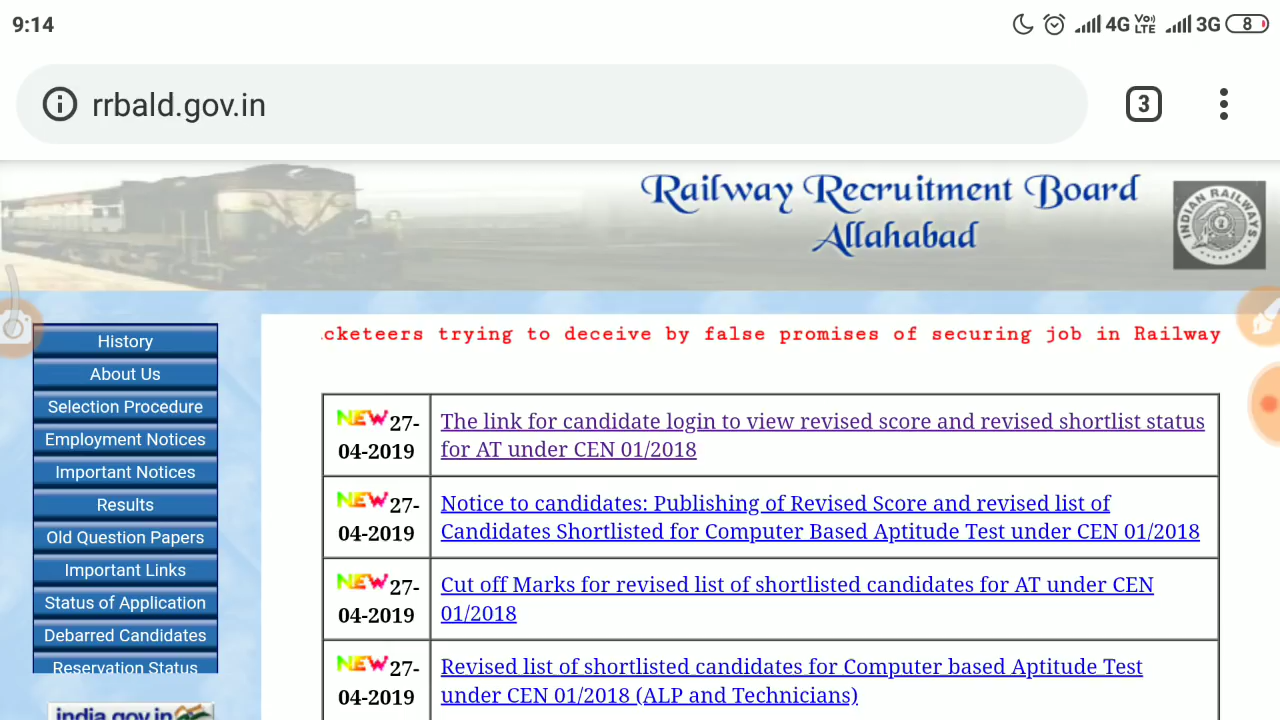 9:14
4G Vo) LTE 3G 8
rrbald.gov.in
3
Railway Recruitment Board
Allahabad
INDIAN RAILWAYS
cketeers trying to deceive by false promises of securing job in Railway
History
About Us
Selection Procedure
Employment Notices
Important Notices
Results
Old Question Papers
Important Links
Status of Application
Debarred Candidates
Reservation Status
india.gov.in
NEW 27-
04-2019
The link for candidate login to view revised score and revised shortlist status
for AT under CEN 01/2018
NEW 27-
04-2019
Notice to candidates: Publishing of Revised Score and revised list of
Candidates Shortlisted for Computer Based Aptitude Test under CEN 01/2018
NEW 27-
04-2019
Cut off Marks for revised list of shortlisted candidates for AT under CEN
01/2018
NEW 27-
04-2019
Revised list of shortlisted candidates for Computer based Aptitude Test
under CEN 01/2018 (ALP and Technicians)